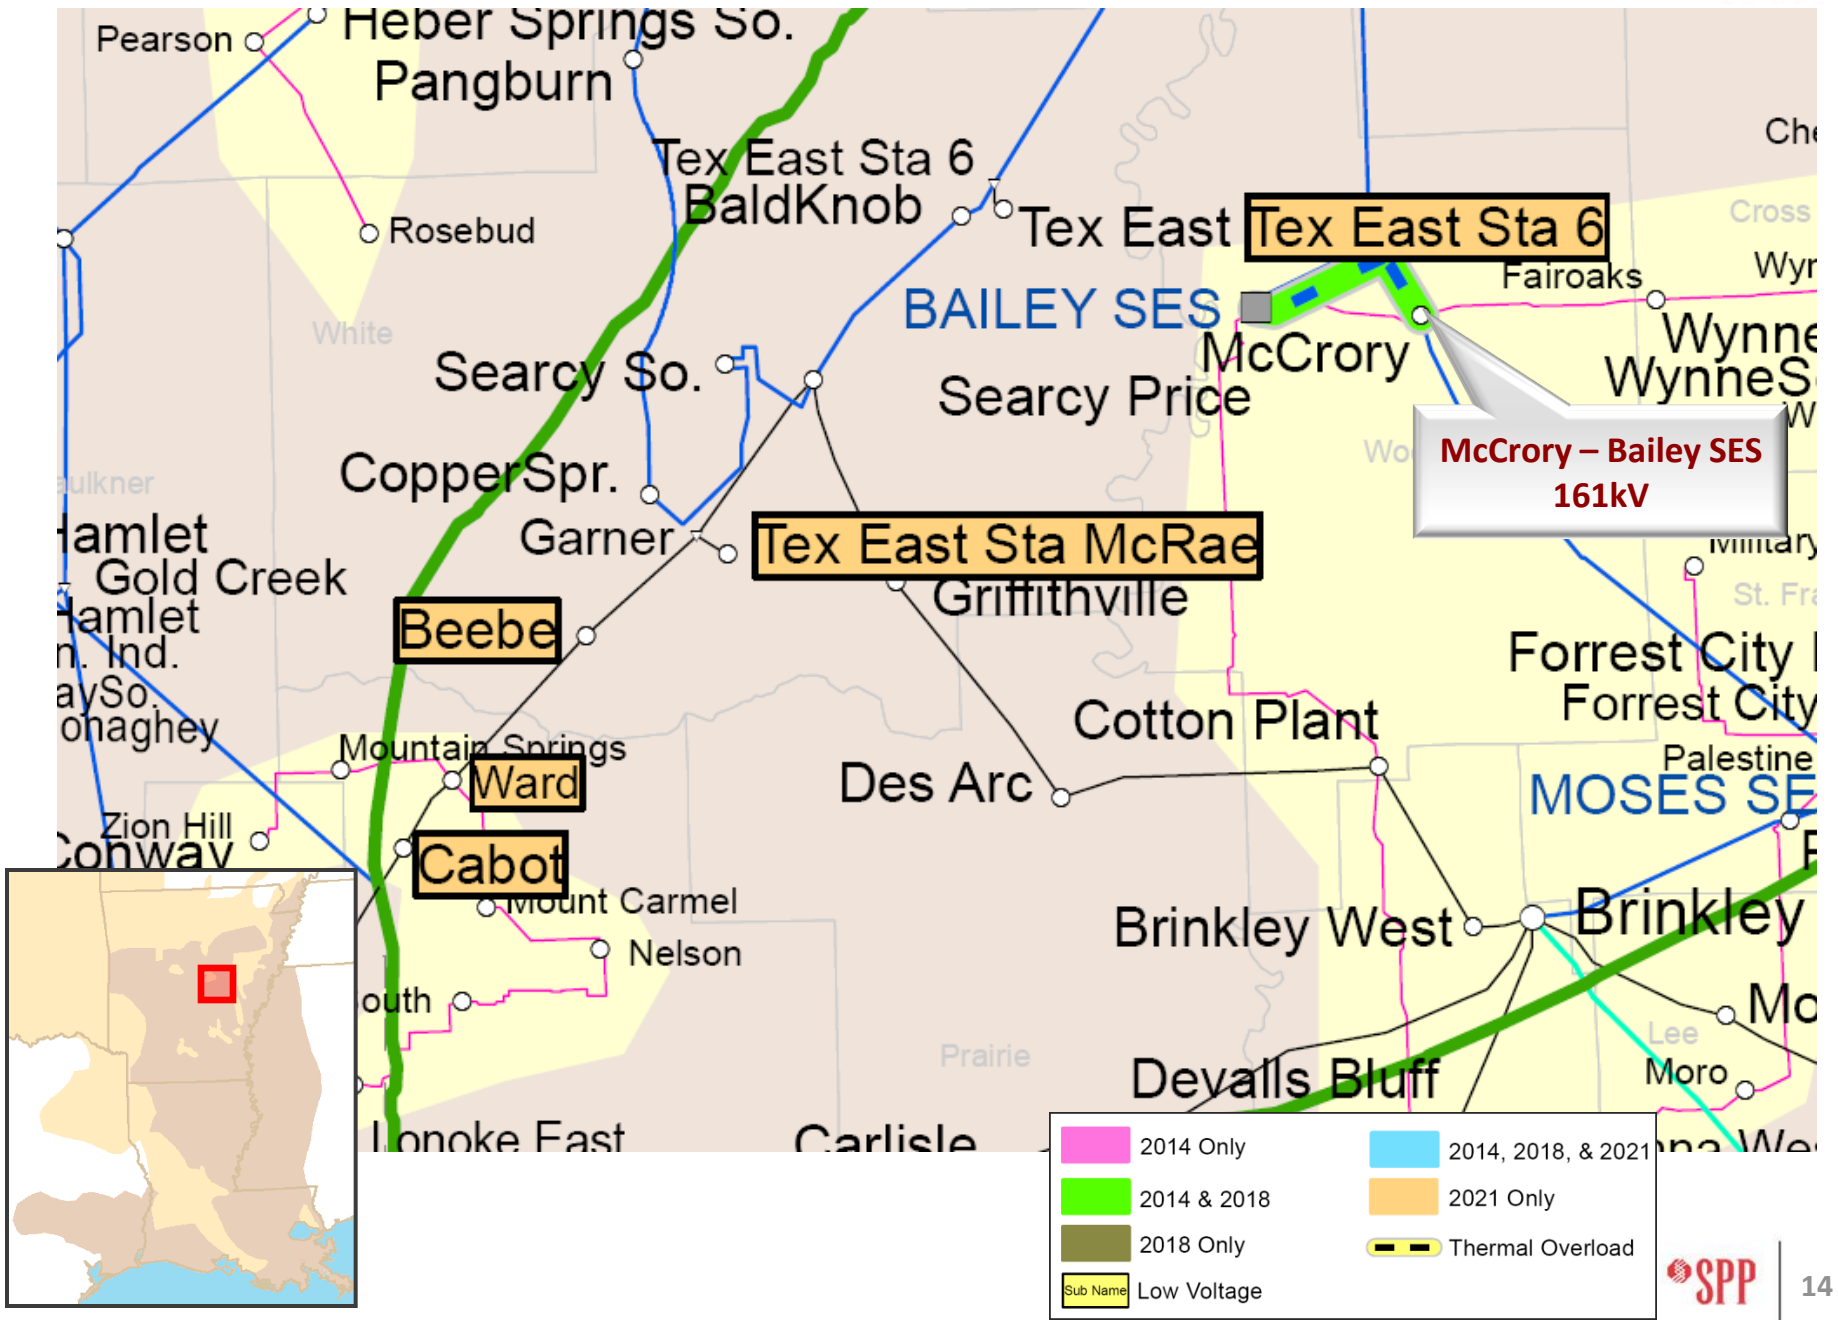 Pearson
Heber Springs So.
Pangburn
Tex East Sta 6
BaldKnob
Rosebud
Tex East
Tex East Sta 6
Cross
Fairoaks
BAILEY SES
White
McCrory
Searcy So.
Searcy Price
McCrory – Bailey SES
161kV
CopperSpr.
Garner
Tex East Sta McRae
Griffithville
Hamlet
Gold Creek
Hamlet
n. Ind.
Beebe
Military
Forrest City
Forrest City
Cotton Plant
Mountain Springs
Ward
Des Arc
Palestine
MOSES SE
Zion Hill
Conway
Cabot
Mount Carmel
Nelson
Brinkley West
Brinkley
outh
Prairie
Lee
Moro
Devalls Bluff
Lonoke East
Carlisle
2014 Only
2014, 2018, & 2021
2014 & 2018
2021 Only
2018 Only
Thermal Overload
Sub Name
Low Voltage
SPP
14